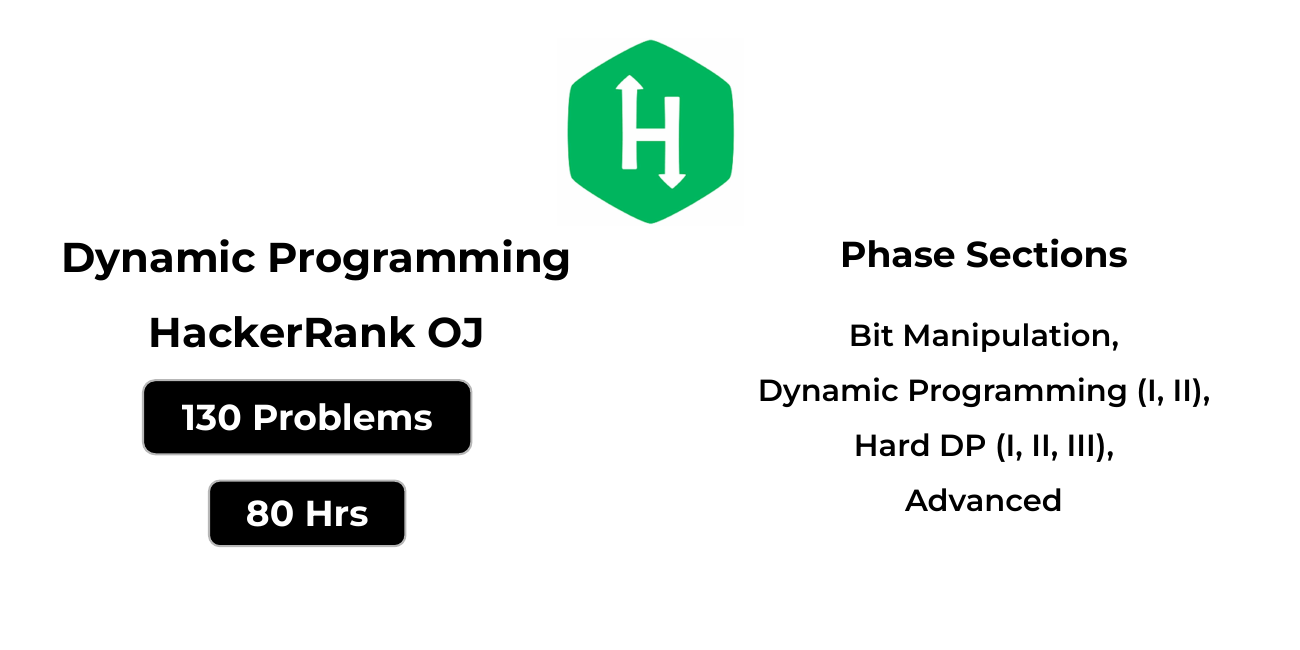 H
Dynamic Programming
HackerRank OJ
130 Problems
80 Hrs
Phase Sections
Bit Manipulation,
Dynamic Programming (I, II),
Hard DP (I, II, III),
Advanced